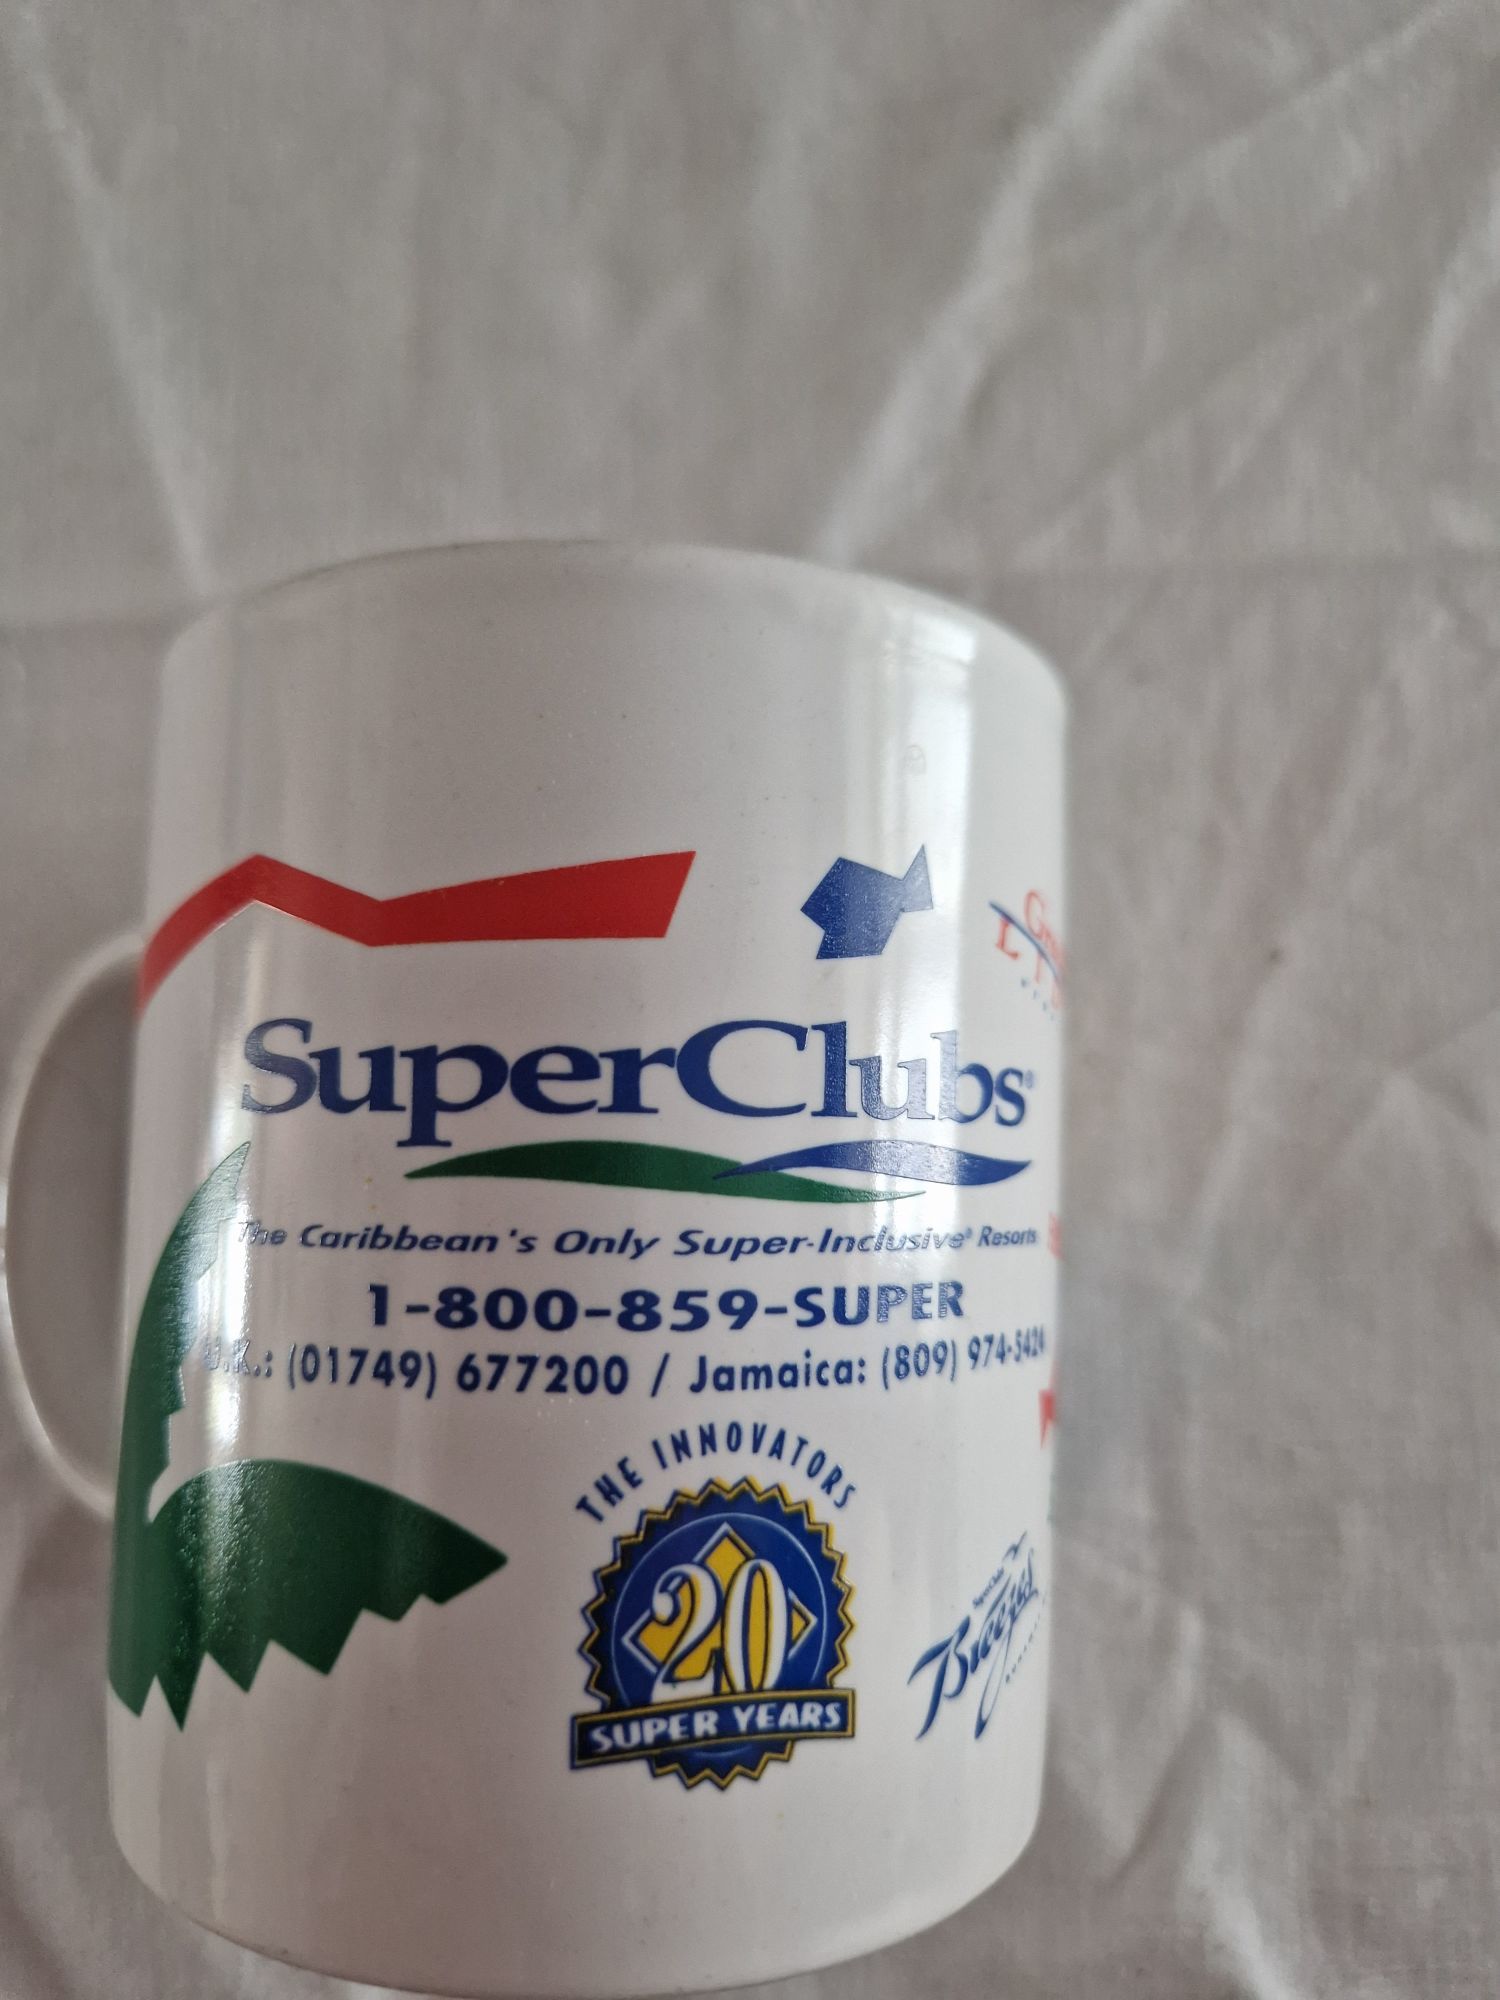 SuperClubs®
The Caribbean's Only Super-Inclusive® Resorts
1-800-859-SUPER
U.K.: (01749) 677200 / Jamaica: (809) 974-5424
THE INNOVATORS
20
SUPER YEARS
SuperClubs
Breezes